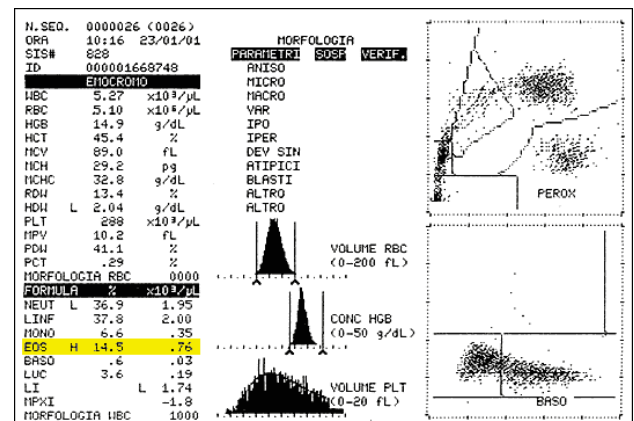 N.SEQ. 0000026 (0026)
ORA 10:16 23/01/01
SIS# 828
ID 000001668748
EMOCROMO
WBC 5.27 x10³/µL
RBC 5.10 x10⁶/µL
HGB 14.9 g/dL
HCT 45.4 %
MCV 89.0 fL
MCH 29.2 pg
MCHC 32.8 g/dL
RDW 13.4 %
HDW L 2.04 g/dL
PLT 288 x10³/µL
MPV 10.2 fL
PDW 41.1 %
PCT .29 %
MORFOLOGIA RBC 0000
FORMULA % x10³/µL
NEUT L 36.9 1.95
LINF 37.8 2.00
MONO 6.6 .35
EOS H 14.5 .76
BASO .6 .03
LUC 3.6 .19
LI L 1.74
MPXI -1.8
MORFOLOGIA WBC 1000
MORFOLOGIA
PARAMETRI SOSP VERIF.
ANISO
MICRO
MACRO
VAR
IPO
IPER
DEV SIN
ATIPICI
BLASTI
ALTRO
ALTRO
VOLUME RBC
(0-200 fL)
CONC HGB
(0-50 g/dL)
VOLUME PLT
(0-20 fL)
PEROX
BASO